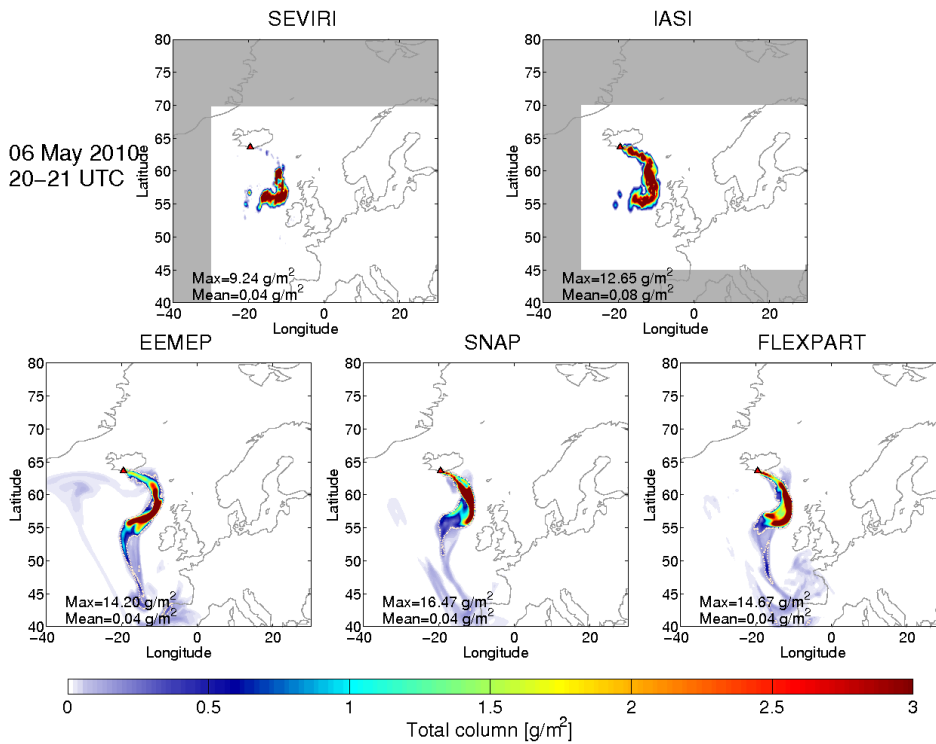 SEVIRI
IASI
06 May 2010
20−21 UTC
80
75
70
65
60
55
50
45
40
Latitude
−40 −20 0 20
Longitude
Max=9.24 g/m²
Mean=0.04 g/m²
80
75
70
65
60
55
50
45
40
Latitude
−40 −20 0 20
Longitude
Max=12.65 g/m²
Mean=0.08 g/m²
EEMEP
SNAP
FLEXPART
80
75
70
65
60
55
50
45
40
Latitude
−40 −20 0 20
Longitude
Max=14.20 g/m²
Mean=0.04 g/m²
80
75
70
65
60
55
50
45
40
Latitude
−40 −20 0 20
Longitude
Max=16.47 g/m²
Mean=0.04 g/m²
80
75
70
65
60
55
50
45
40
Latitude
−40 −20 0 20
Longitude
Max=14.67 g/m²
Mean=0.04 g/m²
0 0.5 1 1.5 2 2.5 3
Total column [g/m²]